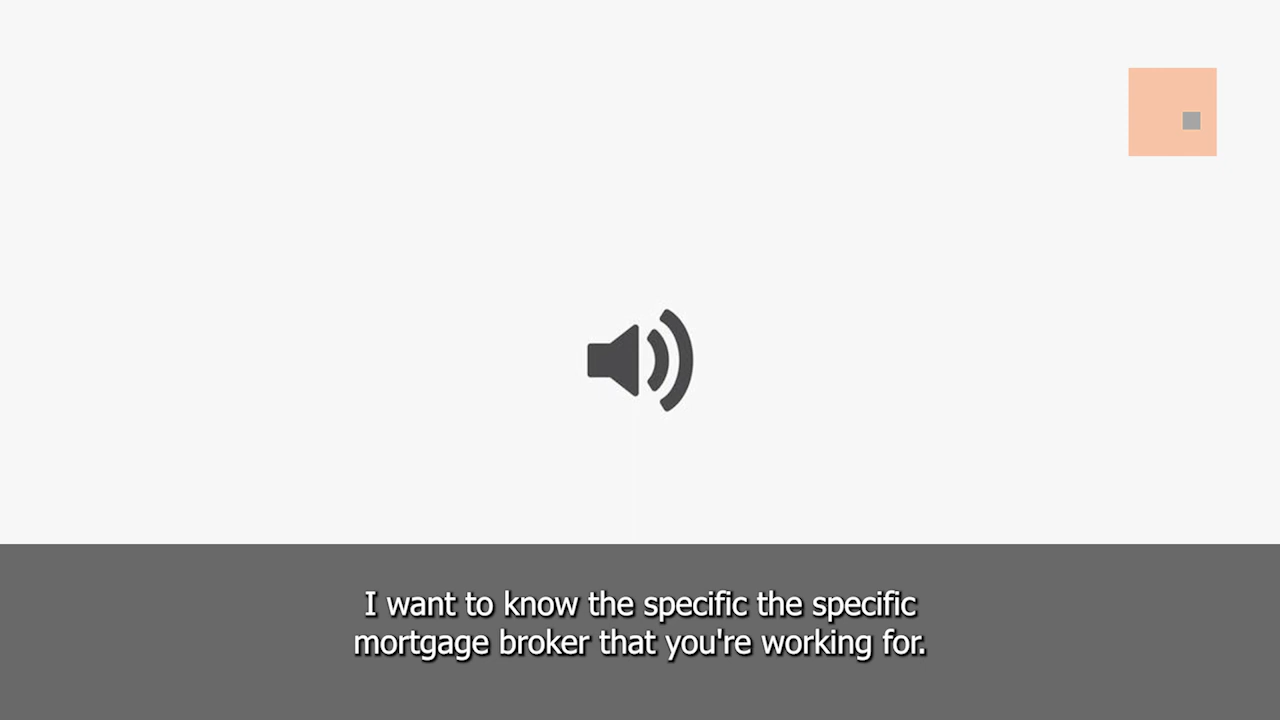 I want to know the specific the specific
mortgage broker that you're working for.